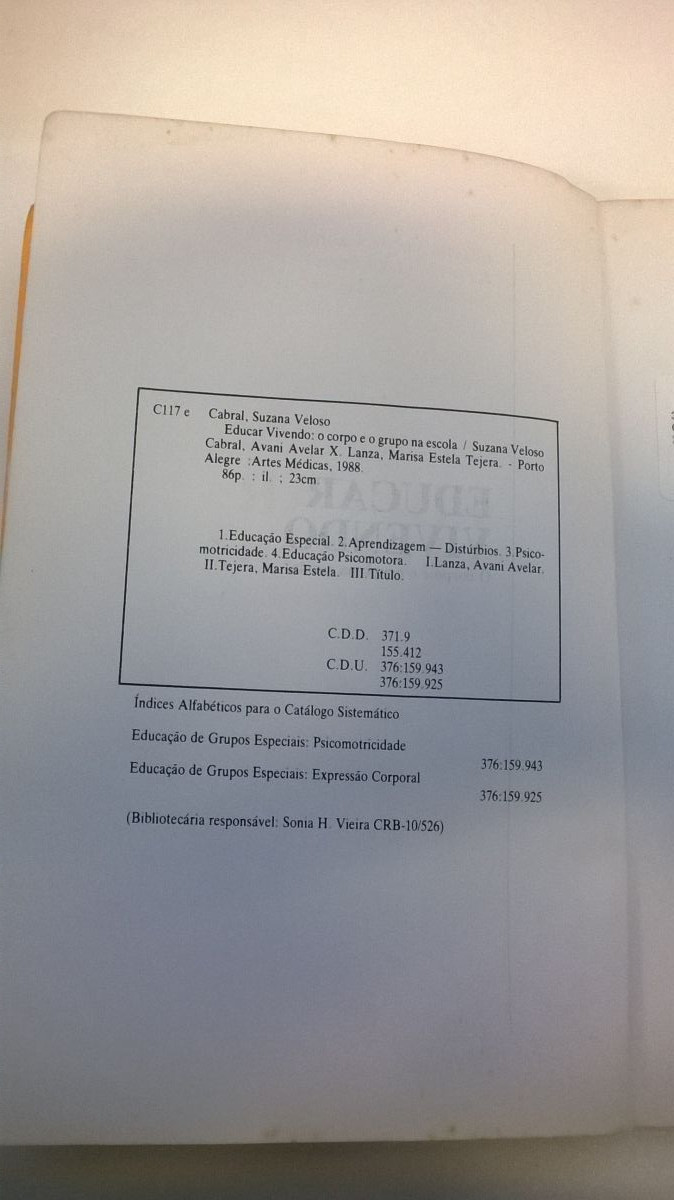 C117 e Cabral, Suzana Veloso
Educar Vivendo: o corpo e o grupo na escola / Suzana Veloso
Cabral, Avani Avelar X. Lanza, Marisa Estela Tejera. - Porto
Alegre :Artes Médicas, 1988.
86p. : il. ; 23cm.
EDUCAR
VIVENDO
1.Educação Especial. 2.Aprendizagem — Distúrbios. 3.Psico-
motricidade. 4.Educação Psicomotora. I.Lanza, Avani Avelar.
II.Tejera, Marisa Estela. III.Título.
C.D.D. 371.9
155.412
C.D.U. 376:159.943
376:159.925
Índices Alfabéticos para o Catálogo Sistemático
Educação de Grupos Especiais: Psicomotricidade
376:159.943
Educação de Grupos Especiais: Expressão Corporal
376:159.925
(Bibliotecária responsável: Sonia H. Vieira CRB-10/526)